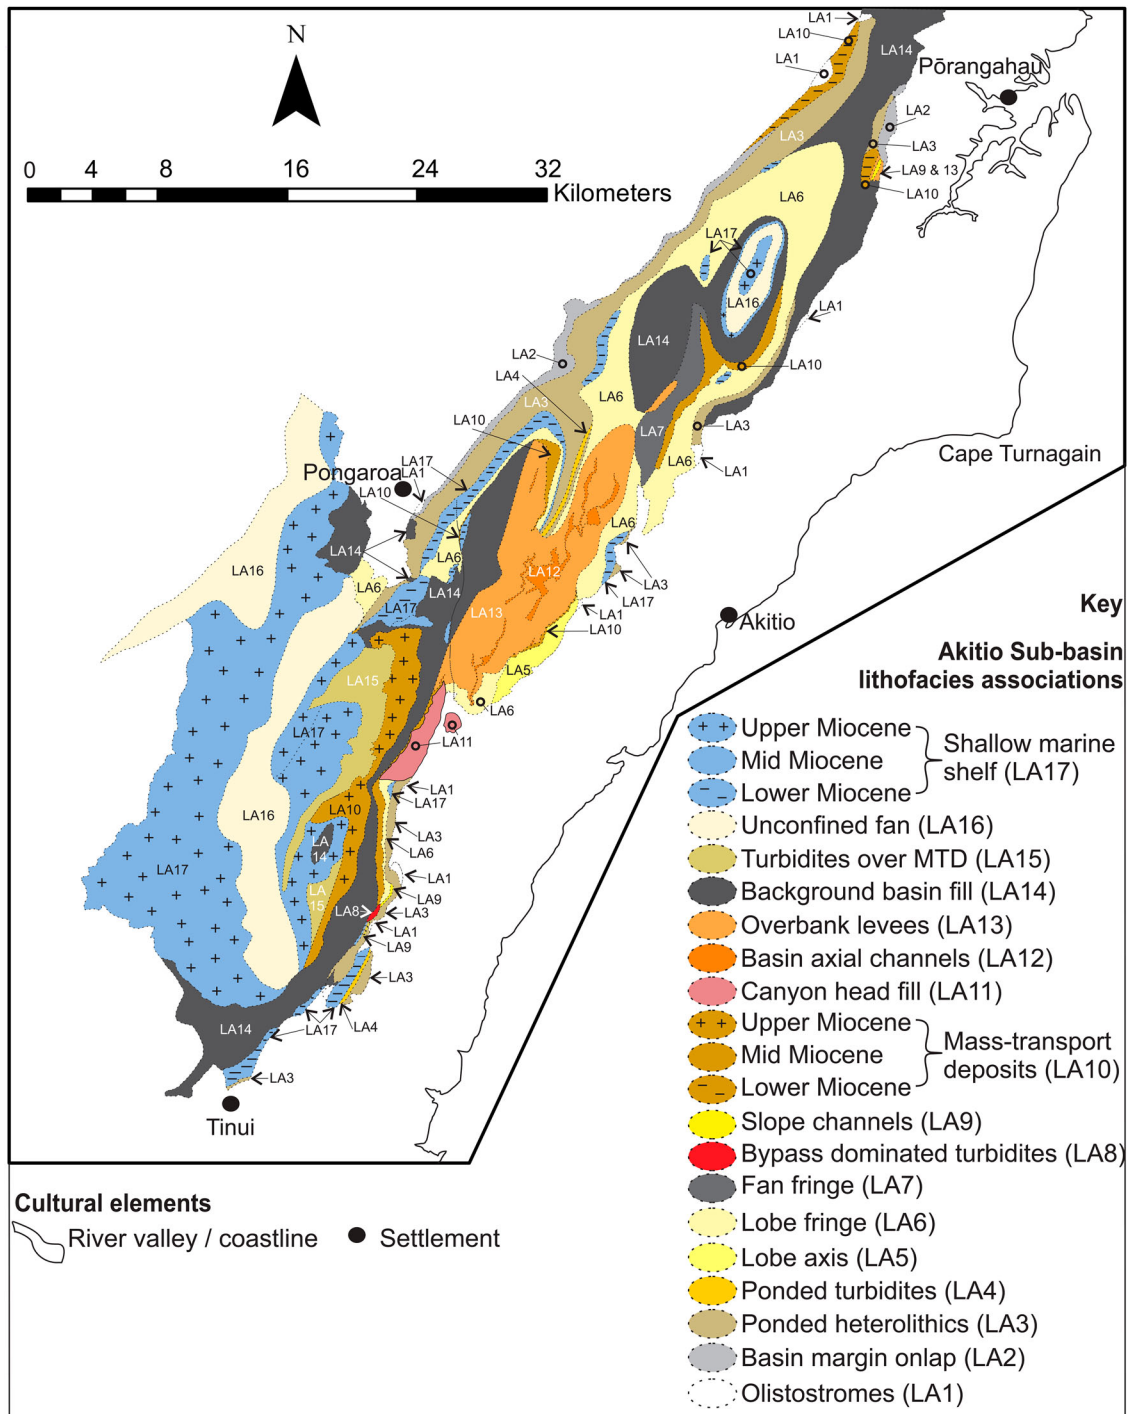 N
0 4 8 16 24 32
Kilometers
LA1
LA10
LA14
LA1
Pōrangahau
LA2
LA3
LA3
LA9 & 13
LA10
LA6
LA17
LA16
LA1
LA14
LA2
LA10
LA4
LA6
LA3
LA10
LA7
LA3
LA6
LA1
Cape Turnagain
LA17
Pongaroa
LA1
LA10
LA14
LA6
LA6
LA16
LA12
LA3
LA6
LA14
LA17
LA17
LA1
LA13
LA10
Akitio
LA5
LA15
LA6
LA17
LA11
LA1
LA17
LA10
LA16
LA3
LA
14
LA6
LA17
LA1
LA
15
LA9
LA8
LA3
LA1
LA9
LA3
LA14
LA17
LA4
LA3
Tinui
Key
Akitio Sub-basin
lithofacies associations
Upper Miocene
Mid Miocene
Lower Miocene
Shallow marine
shelf (LA17)
Unconfined fan (LA16)
Turbidites over MTD (LA15)
Background basin fill (LA14)
Overbank levees (LA13)
Basin axial channels (LA12)
Canyon head fill (LA11)
Upper Miocene
Mid Miocene
Lower Miocene
Mass-transport
deposits (LA10)
Slope channels (LA9)
Bypass dominated turbidites (LA8)
Fan fringe (LA7)
Lobe fringe (LA6)
Lobe axis (LA5)
Ponded turbidites (LA4)
Ponded heterolithics (LA3)
Basin margin onlap (LA2)
Olistostromes (LA1)
Cultural elements
River valley / coastline
Settlement